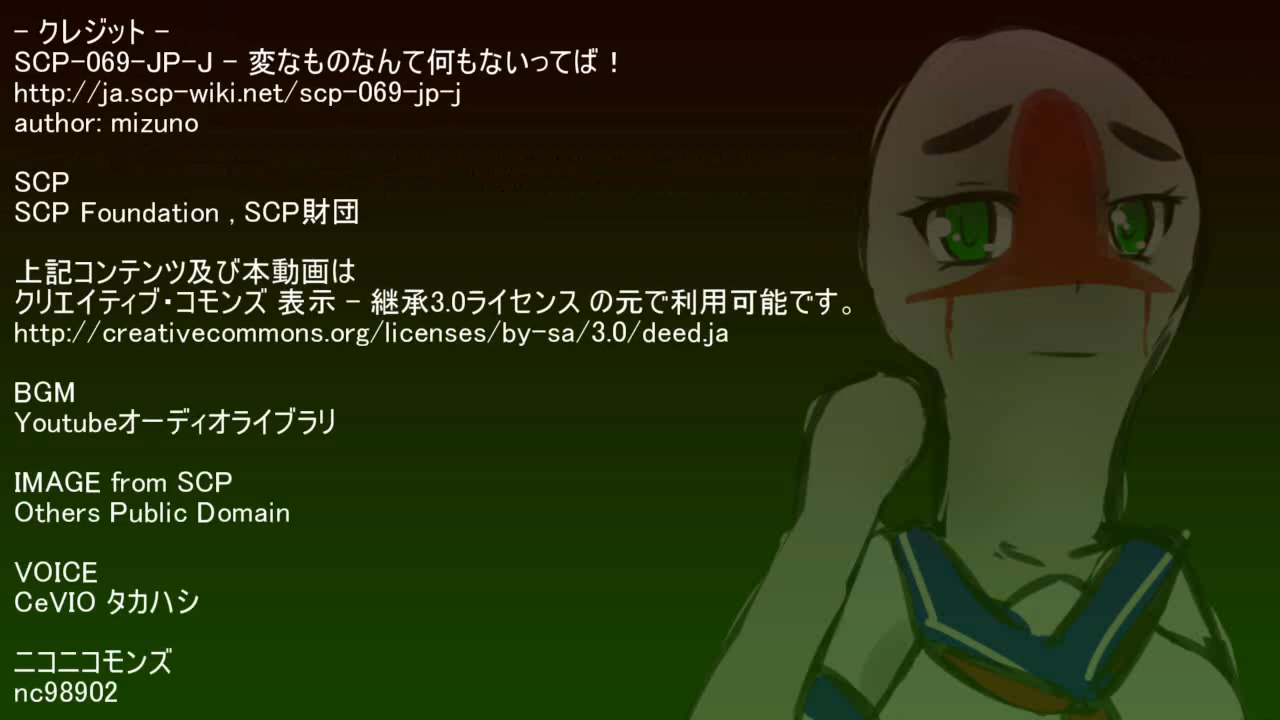 - クレジット -
SCP-069-JP-J - 変なものなんて何もないってば！
http://ja.scp-wiki.net/scp-069-jp-j
author: mizuno
SCP
SCP Foundation , SCP財団
上記コンテンツ及び本動画は
クリエイティブ・コモンズ 表示 - 継承3.0ライセンス の元で利用可能です。
http://creativecommons.org/licenses/by-sa/3.0/deed.ja
BGM
Youtubeオーディオライブラリ
IMAGE from SCP
Others Public Domain
VOICE
CeVIO タカハシ
ニコニコモンズ
nc98902